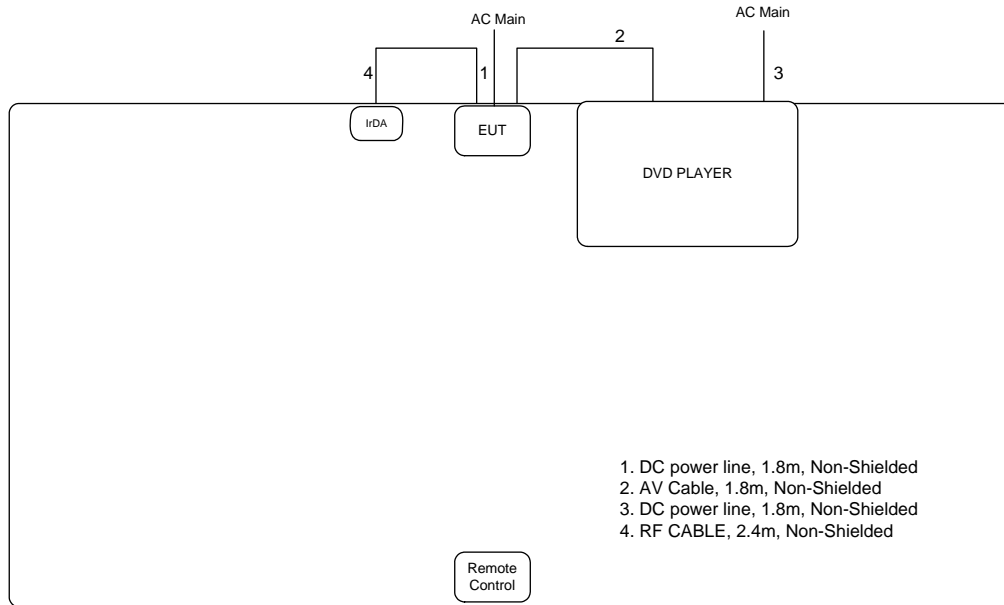 AC Main
AC Main
2
4
1
3
IrDA
EUT
DVD PLAYER
1. DC power line, 1.8m, Non-Shielded
2. AV Cable, 1.8m, Non-Shielded
3. DC power line, 1.8m, Non-Shielded
4. RF CABLE, 2.4m, Non-Shielded
Remote
Control